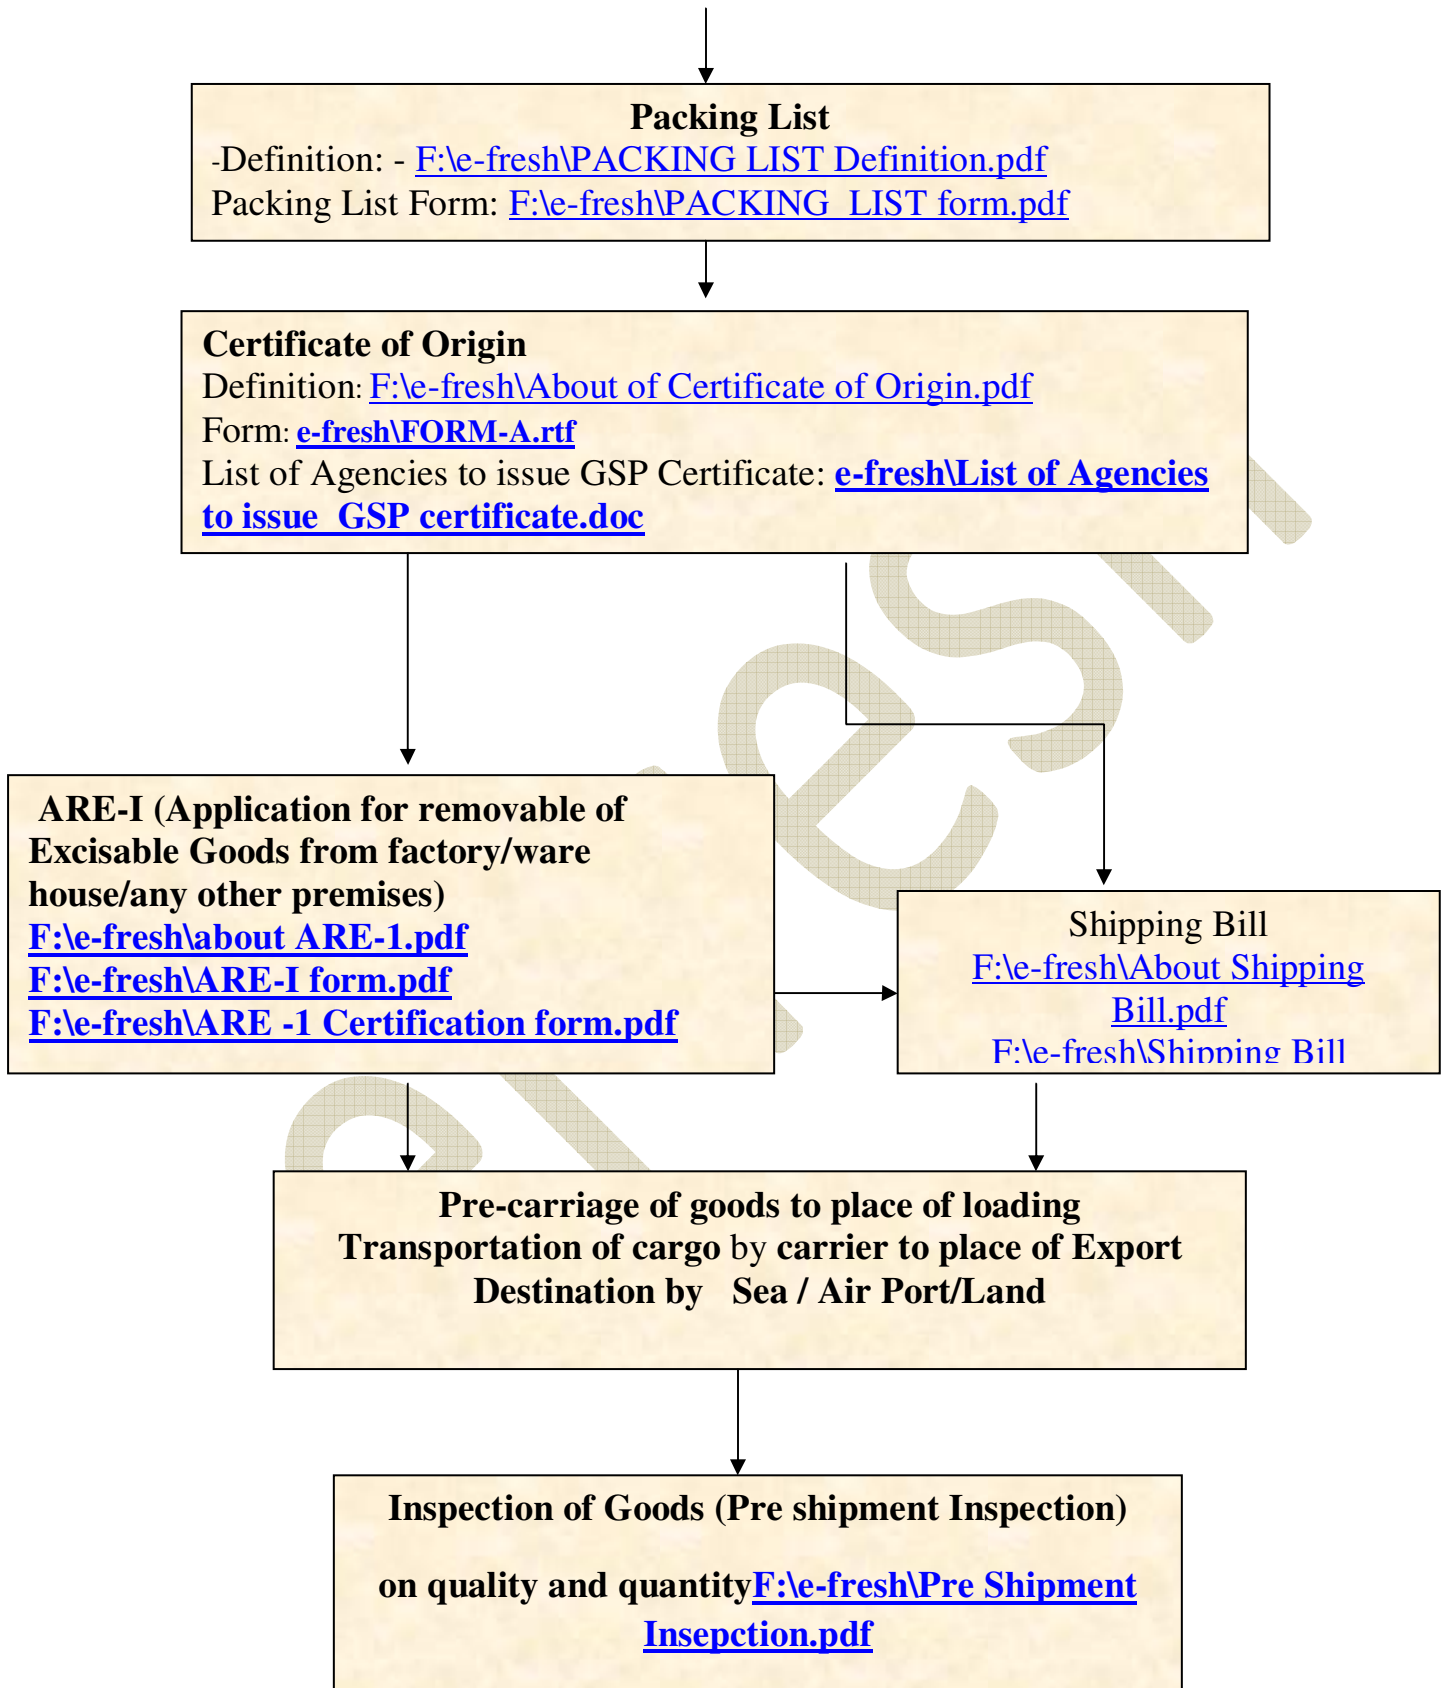 Packing List
-Definition: - F:\e-fresh\PACKING LIST Definition.pdf
Packing List Form: F:\e-fresh\PACKING  LIST form.pdf
Certificate of Origin
Definition: F:\e-fresh\About of Certificate of Origin.pdf
Form: e-fresh\FORM-A.rtf
List of Agencies to issue GSP Certificate: e-fresh\List of Agencies
to issue  GSP certificate.doc
ARE-I (Application for removable of
Excisable Goods from factory/ware
house/any other premises)
F:\e-fresh\about ARE-1.pdf
F:\e-fresh\ARE-I form.pdf
F:\e-fresh\ARE -1 Certification form.pdf
Shipping Bill
F:\e-fresh\About Shipping
Bill.pdf
F:\e-fresh\Shipping Bill
Pre-carriage of goods to place of loading
Transportation of cargo by carrier to place of Export
Destination by   Sea / Air Port/Land
Inspection of Goods (Pre shipment Inspection)
on quality and quantityF:\e-fresh\Pre Shipment
Insepction.pdf